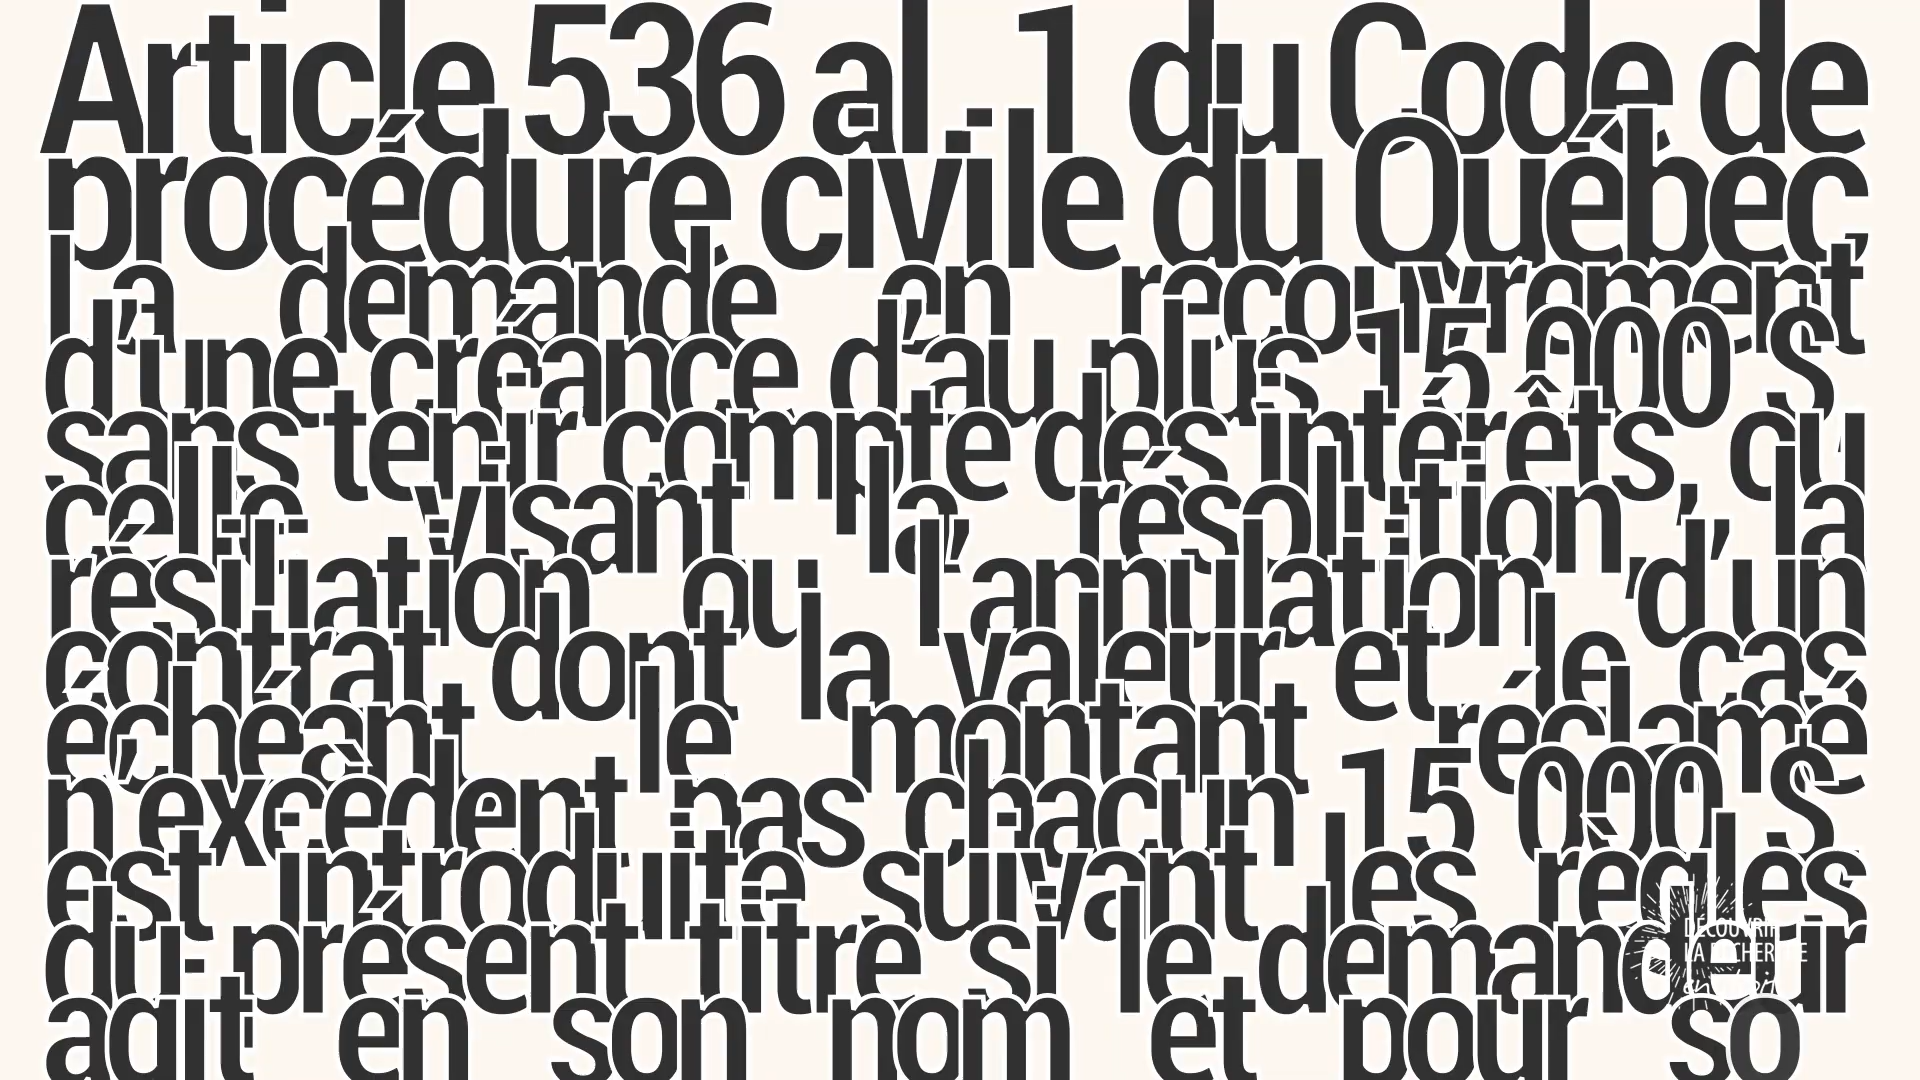 Article 536 al. 1 du Code de
procédure civile du Québec
La demande en recouvrement
d'une créance d'au plus 15 000 $
sans tenir compte des intérêts, ou
celle visant la résolution, la
résiliation ou l'annulation d'un
contrat dont la valeur et, le cas
échéant, le montant réclamé
n'excèdent pas chacun 15 000 $,
est introduite suivant les règles
du présent titre si le demandeur
agit en son nom et pour so
DÉCOUVRIR
LA RECHERCHE